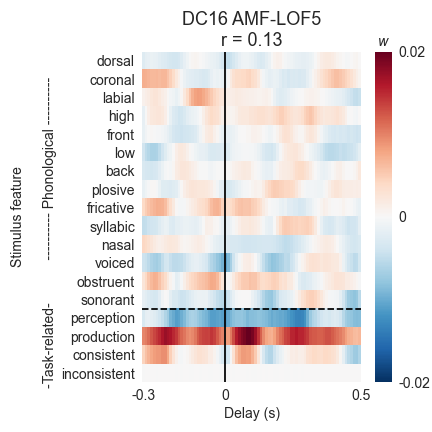 DC16 AMF-LOF5
r = 0.13
w
dorsal
coronal
labial
high
front
low
back
plosive
fricative
syllabic
nasal
voiced
obstruent
sonorant
perception
production
consistent
inconsistent
Stimulus feature
-Task-related- ---------- Phonological ----------
0.02
0
-0.02
-0.3
0
0.5
Delay (s)